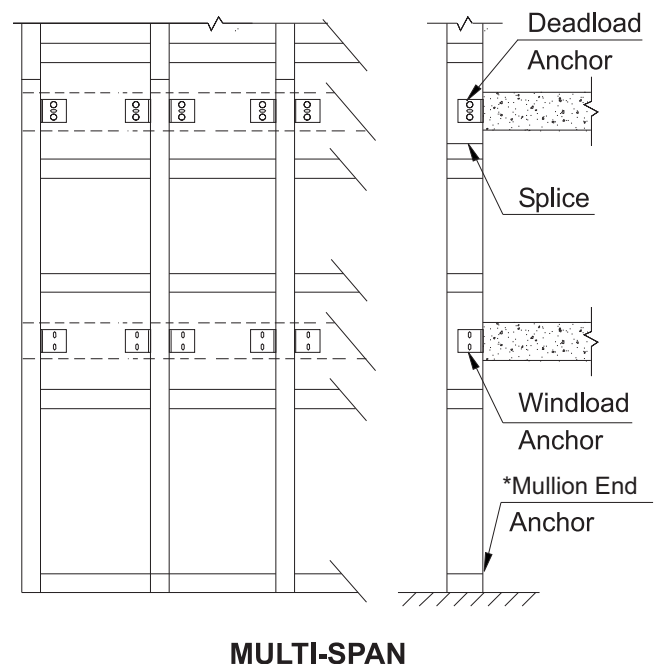 Deadload
Anchor
Splice
Windload
Anchor
*Mullion End
Anchor
MULTI-SPAN